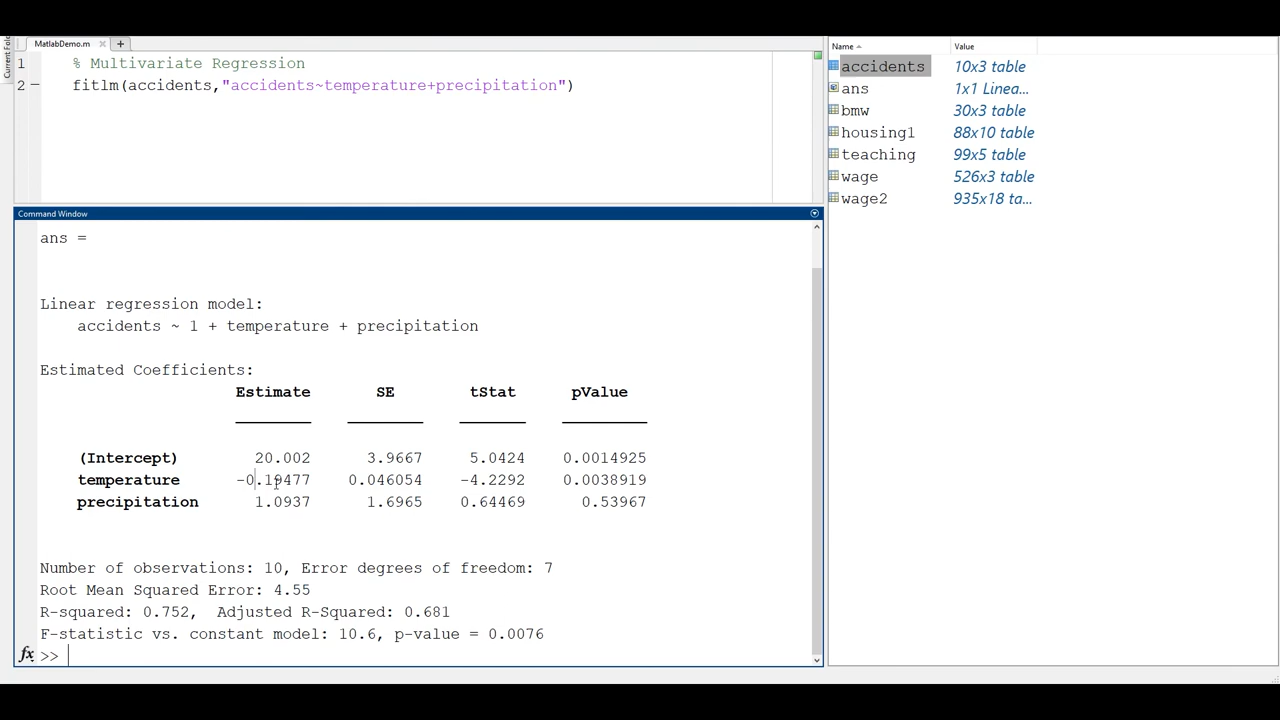 Current Fol
MatlabDemo.m
1 % Multivariate Regression
2 fitlm(accidents,"accidents~temperature+precipitation")
Command Window
ans =
Linear regression model:
accidents ~ 1 + temperature + precipitation
Estimated Coefficients:
Estimate SE tStat pValue
(Intercept) 20.002 3.9667 5.0424 0.0014925
temperature -0.19477 0.046054 -4.2292 0.0038919
precipitation 1.0937 1.6965 0.64469 0.53967
Number of observations: 10, Error degrees of freedom: 7
Root Mean Squared Error: 4.55
R-squared: 0.752, Adjusted R-Squared: 0.681
F-statistic vs. constant model: 10.6, p-value = 0.0076
fx >>
Name Value
accidents 10x3 table
ans 1x1 Linea...
bmw 30x3 table
housing1 88x10 table
teaching 99x5 table
wage 526x3 table
wage2 935x18 ta...